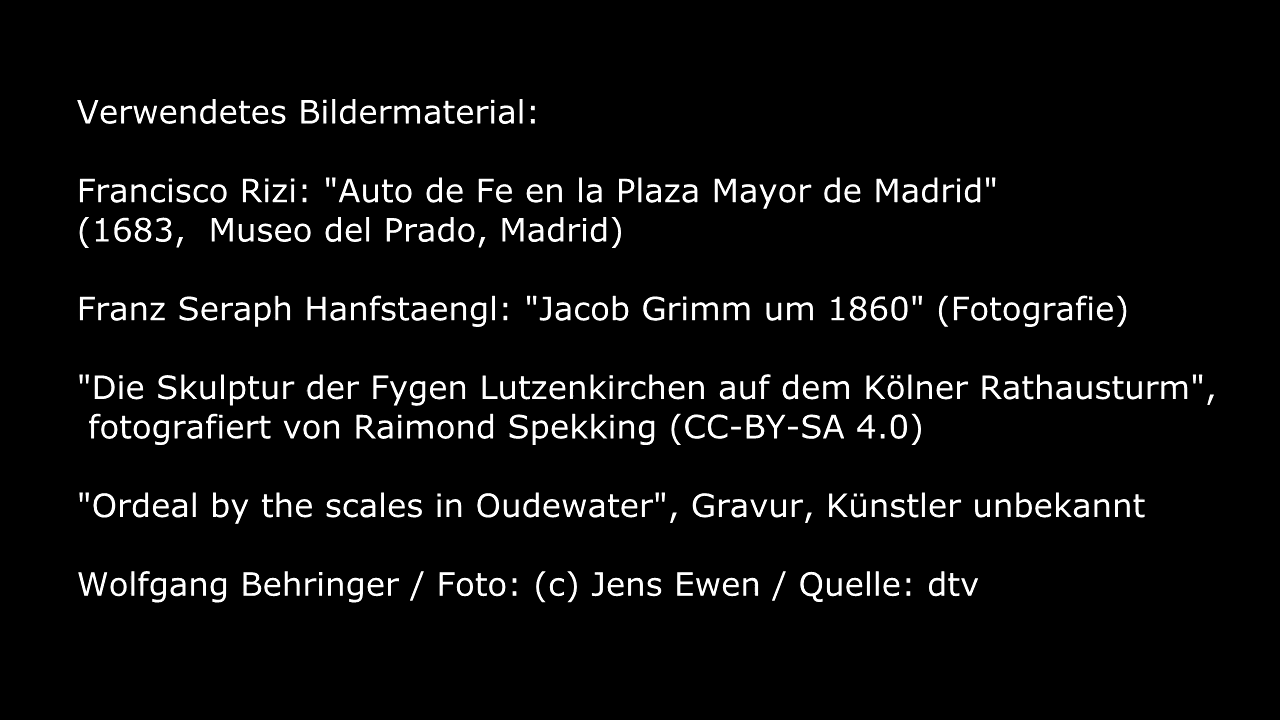 Verwendetes Bildermaterial:
Francisco Rizi: "Auto de Fe en la Plaza Mayor de Madrid"
(1683,  Museo del Prado, Madrid)
Franz Seraph Hanfstaengl: "Jacob Grimm um 1860" (Fotografie)
"Die Skulptur der Fygen Lutzenkirchen auf dem Kölner Rathausturm",
fotografiert von Raimond Spekking (CC-BY-SA 4.0)
"Ordeal by the scales in Oudewater", Gravur, Künstler unbekannt
Wolfgang Behringer / Foto: (c) Jens Ewen / Quelle: dtv